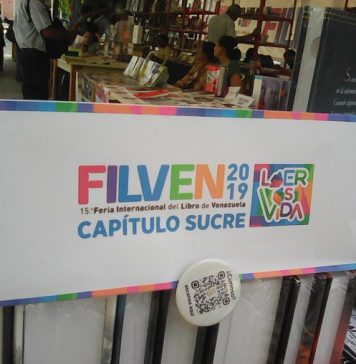 FILVEN 2019
15.ª Feria Internacional del Libro de Venezuela
CAPÍTULO SUCRE
LEER
ES
VIDA